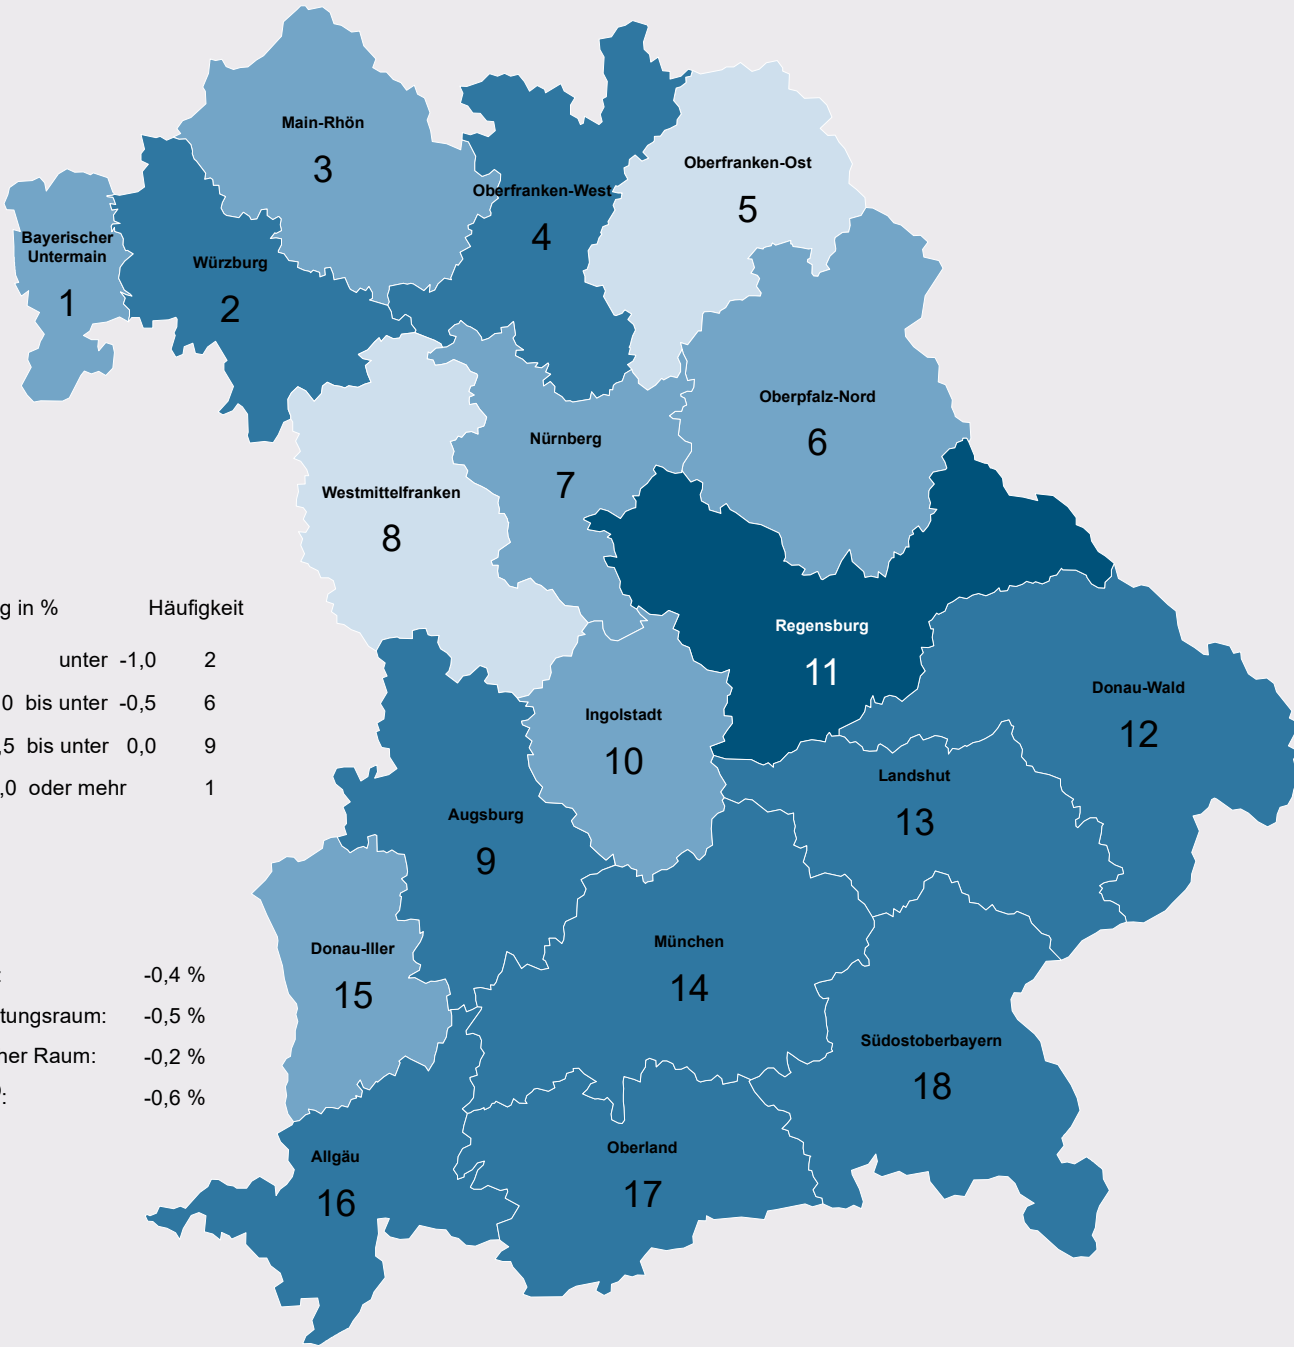 Main-Rhön
3
Oberfranken-Ost
5
Oberfranken-West
4
Bayerischer
Untermain
1
Würzburg
2
Oberpfalz-Nord
6
Nürnberg
7
Westmittelfranken
8
g in % Häufigkeit
unter -1,0 2
0 bis unter -0,5 6
5 bis unter 0,0 9
,0 oder mehr 1
Regensburg
11
Donau-Wald
12
Ingolstadt
10
Landshut
13
Augsburg
9
Donau-Iller
15
München
14
: -0,4 %
tungsraum: -0,5 %
ner Raum: -0,2 %
: -0,6 %
Südostoberbayern
18
Oberland
17
Allgäu
16